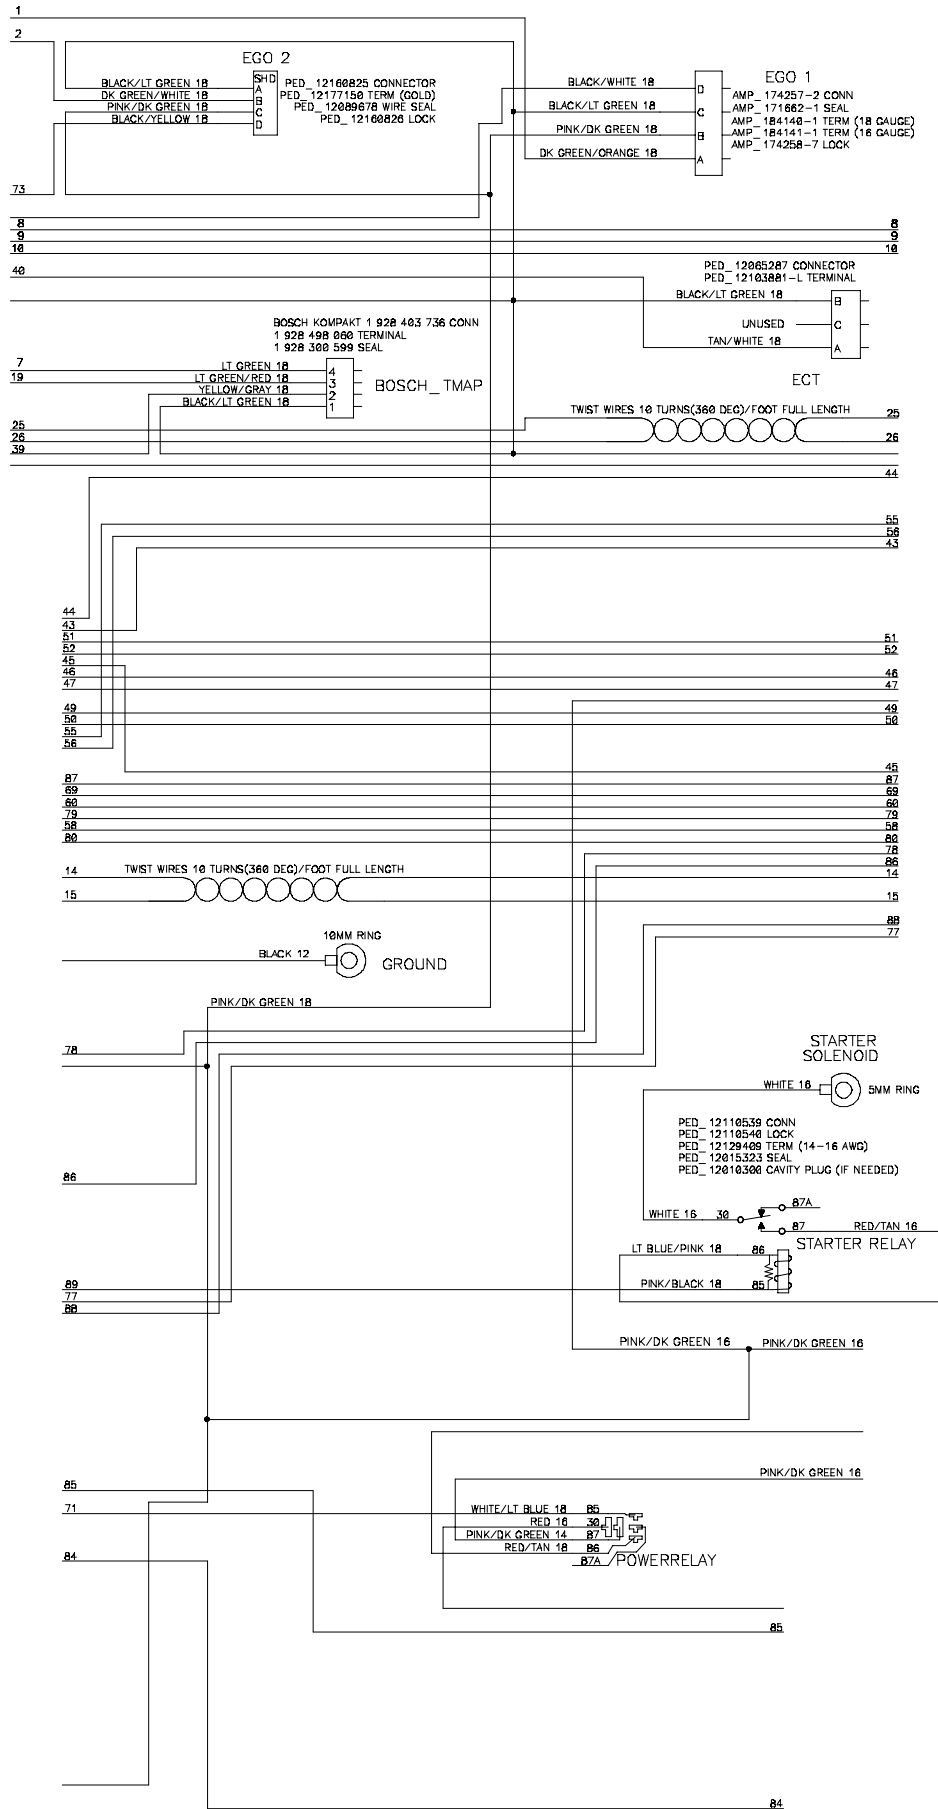 1
2
EGO 2
SHD
BLACK/LT GREEN 18 A
DK GREEN/WHITE 18 B
PINK/DK GREEN 18 C
BLACK/YELLOW 18 D
PED_ 12160825 CONNECTOR
PED_ 12177150 TERM (GOLD)
PED_ 12089678 WIRE SEAL
PED_ 12160826 LOCK
EGO 1
BLACK/WHITE 18 D
BLACK/LT GREEN 18 C
PINK/DK GREEN 18 B
DK GREEN/ORANGE 18 A
AMP_ 174257-2 CONN
AMP_ 171662-1 SEAL
AMP_ 184140-1 TERM (18 GAUGE)
AMP_ 184141-1 TERM (16 GAUGE)
AMP_ 174258-7 LOCK
73
8 8
9 9
10 10
40
PED_ 12065287 CONNECTOR
PED_ 12103881-L TERMINAL
BLACK/LT GREEN 18 B
UNUSED C
TAN/WHITE 18 A
ECT
BOSCH KOMPAKT 1 928 403 736 CONN
1 928 498 060 TERMINAL
1 928 300 599 SEAL
7 LT GREEN 18 4
19 LT GREEN/RED 18 3
YELLOW/GRAY 18 2
BLACK/LT GREEN 18 1
BOSCH_TMAP
TWIST WIRES 10 TURNS(360 DEG)/FOOT FULL LENGTH
25 25
26 26
39
44
55
56
43
44
43
51 51
52 52
45
46 46
47 47
49 49
50 50
55
56
45
87 87
69 69
60 60
79 79
58 58
80 80
78
86
14 TWIST WIRES 10 TURNS(360 DEG)/FOOT FULL LENGTH 14
15 15
88
77
10MM RING
BLACK 12
GROUND
PINK/DK GREEN 18
78
STARTER
SOLENOID
WHITE 16
5MM RING
PED_ 12110539 CONN
PED_ 12110540 LOCK
PED_ 12129409 TERM (14-16 AWG)
PED_ 12015323 SEAL
PED_ 12010300 CAVITY PLUG (IF NEEDED)
86
87A
WHITE 16 30
87 RED/TAN 16
STARTER RELAY
LT BLUE/PINK 18 86
PINK/BLACK 18 85
89
77
88
PINK/DK GREEN 16 PINK/DK GREEN 16
PINK/DK GREEN 16
85
71
WHITE/LT BLUE 18 85
RED 16 30
PINK/DK GREEN 14 87
RED/TAN 18 86
87A
POWERRELAY
84
85
84